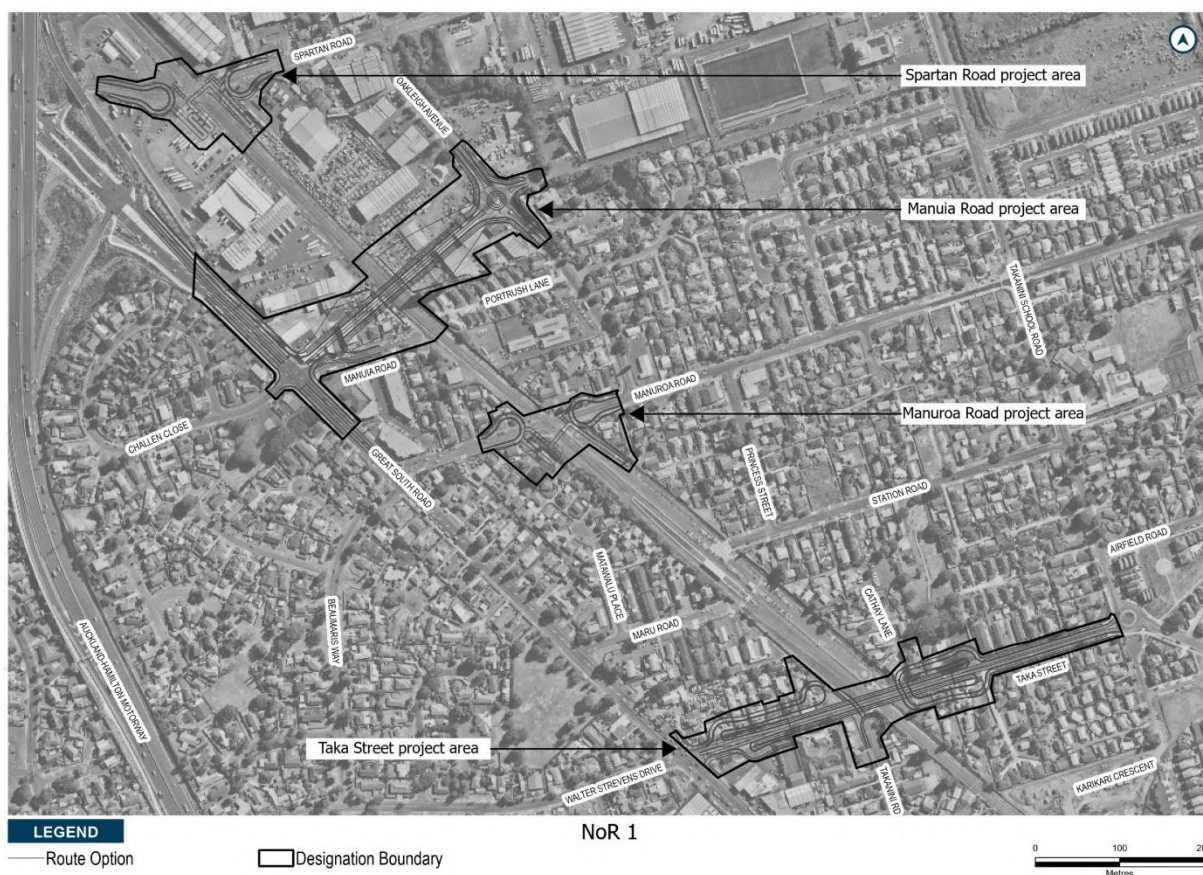 SPARTAN ROAD
Spartan Road project area
OAKLEIGH AVENUE
Manuia Road project area
PORTRUSH LANE
TAKANINI SCHOOL ROAD
MANUIA ROAD
MANUROA ROAD
Manuroa Road project area
CHALLEN CLOSE
GREAT SOUTH ROAD
PRINCESS STREET
STATION ROAD
AIRFIELD ROAD
MATAWALU PLACE
CATHAY LANE
BEAUMARIS WAY
MARU ROAD
AUCKLAND-HAMILTON MOTORWAY
TAKA STREET
Taka Street project area
WALTER STREVENS DRIVE
TAKANINI RD
KARIKARI CRESCENT
LEGEND
NoR 1
Route Option
Designation Boundary
0 100
Metres